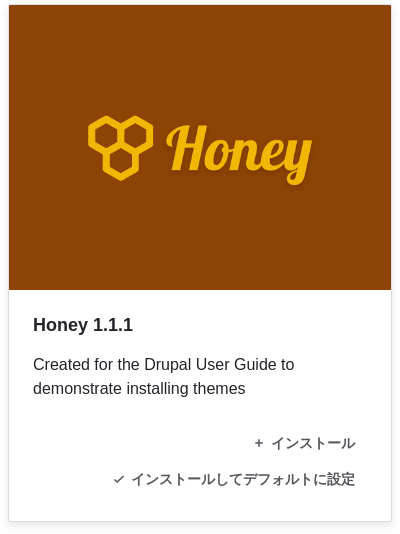 Honey
Honey 1.1.1
Created for the Drupal User Guide to
demonstrate installing themes
+ インストール
✓ インストールしてデフォルトに設定